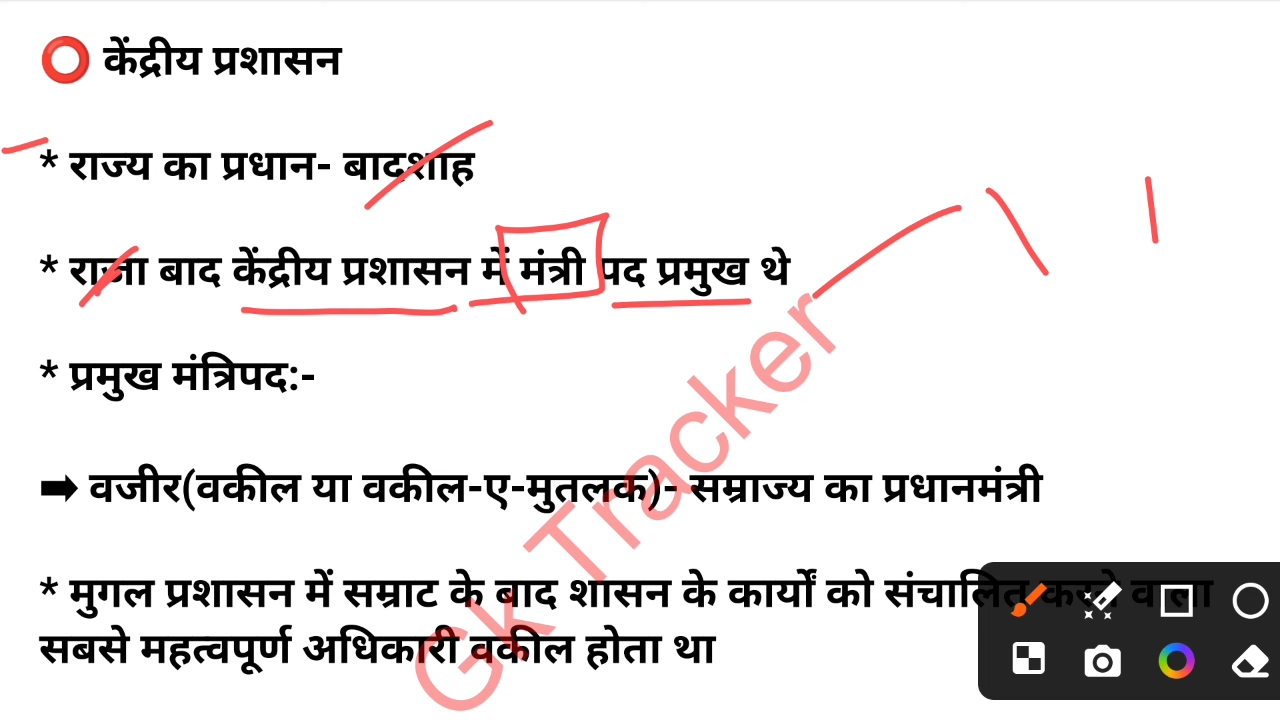 ⭕ केंद्रीय प्रशासन
* राज्य का प्रधान- बादशाह
* राजा बाद केंद्रीय प्रशासन में मंत्री पद प्रमुख थे
* प्रमुख मंत्रिपद:-
➡ वजीर(वकील या वकील-ए-मुतलक)- सम्राज्य का प्रधानमंत्री
* मुगल प्रशासन में सम्राट के बाद शासन के कार्यों को संचालित करने वाला
सबसे महत्वपूर्ण अधिकारी वकील होता था
Gk Tracker